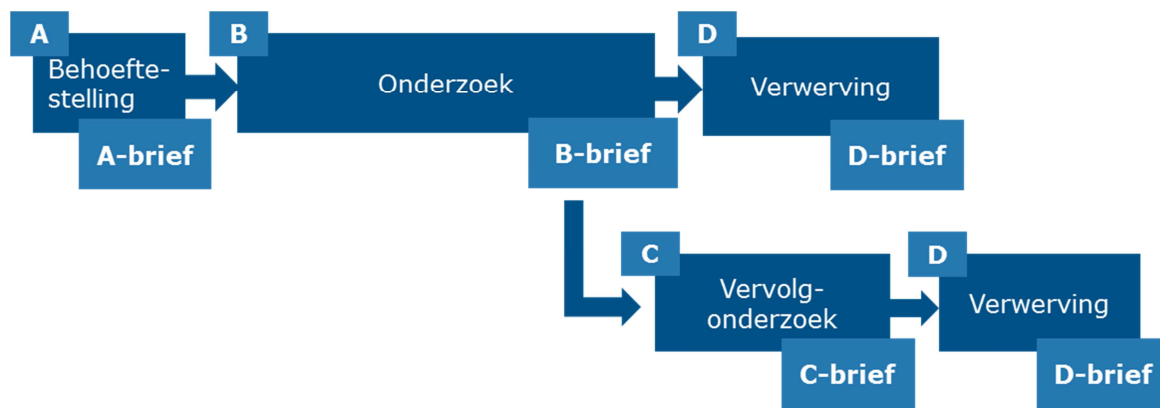 A
Behoefte-
stelling
A-brief
B
Onderzoek
B-brief
D
Verwerving
D-brief
C
Vervolg-
onderzoek
C-brief
D
Verwerving
D-brief